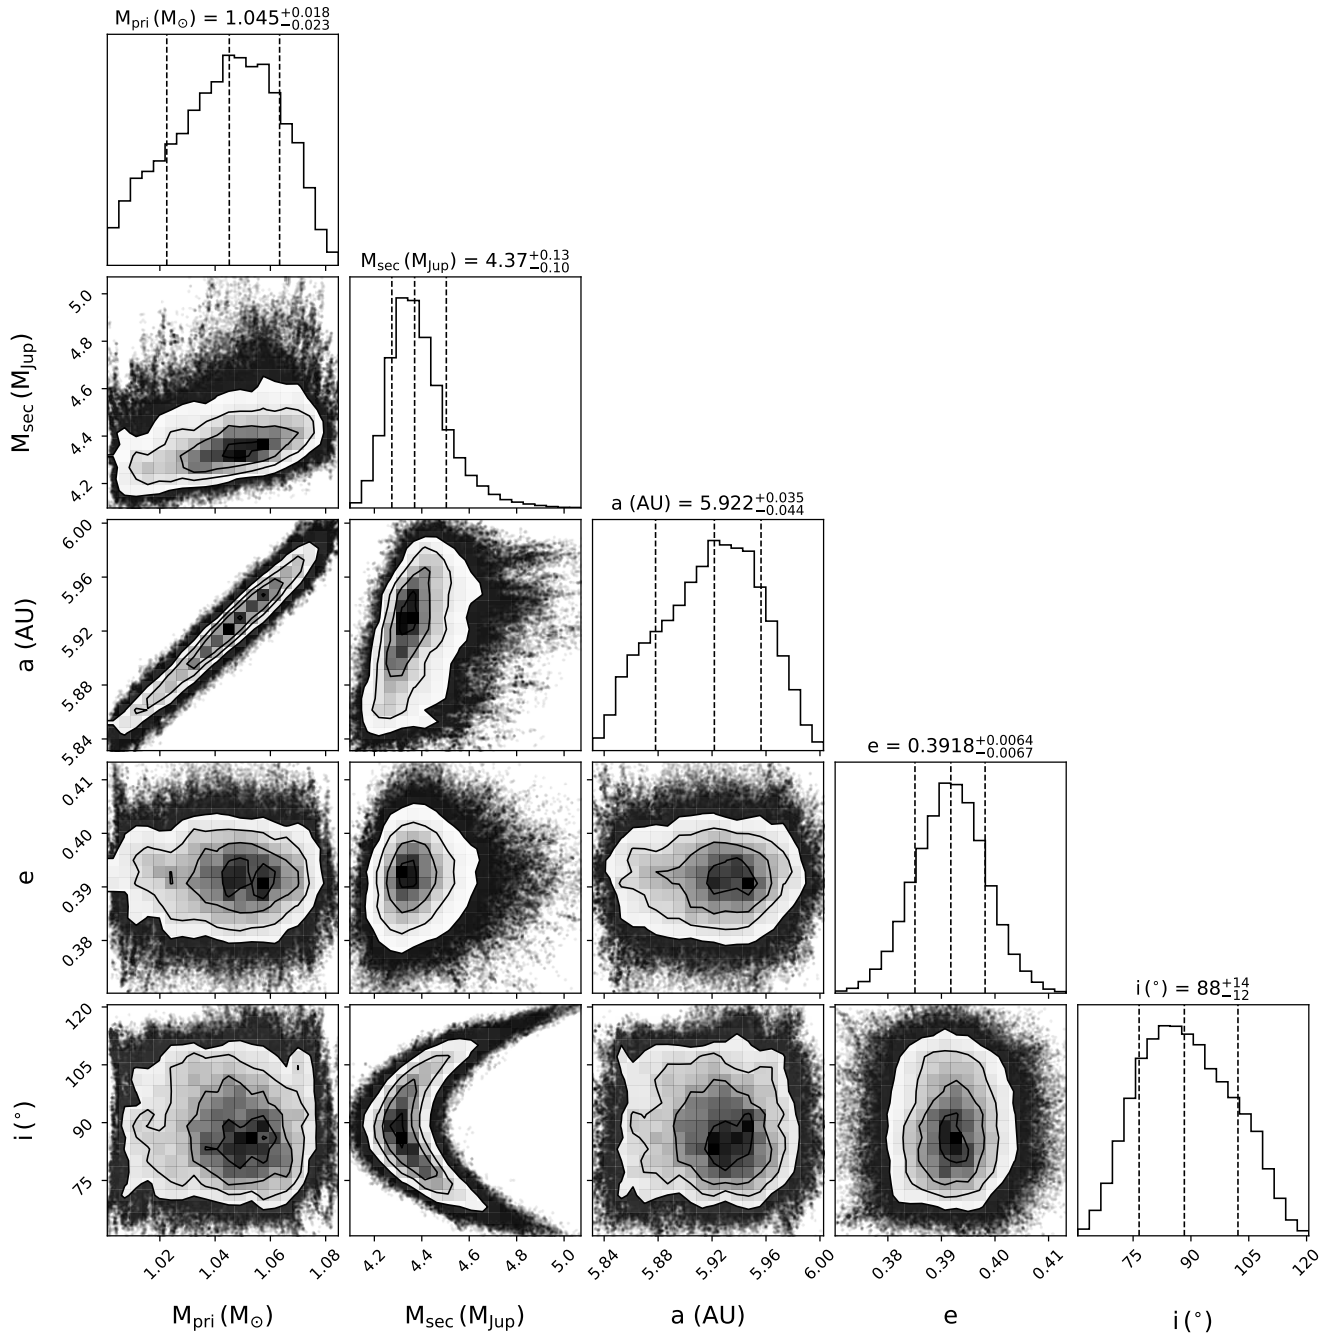 M_pri (M_⊙) = 1.045 +0.018 −0.023
M_sec (M_Jup) = 4.37 +0.13 −0.10
M_sec (M_Jup)
5.0
4.8
4.6
4.4
4.2
a (AU) = 5.922 +0.035 −0.044
a (AU)
6.00
5.96
5.92
5.88
5.84
e = 0.3918 +0.0064 −0.0067
e
0.41
0.40
0.39
0.38
i (°) = 88 +14 −12
i (°)
120
105
90
75
1.02 1.04 1.06 1.08 4.2 4.4 4.6 4.8 5.0 5.84 5.88 5.92 5.96 6.00 0.38 0.39 0.40 0.41 75 90 105 120
M_pri (M_⊙) M_sec (M_Jup) a (AU) e i (°)